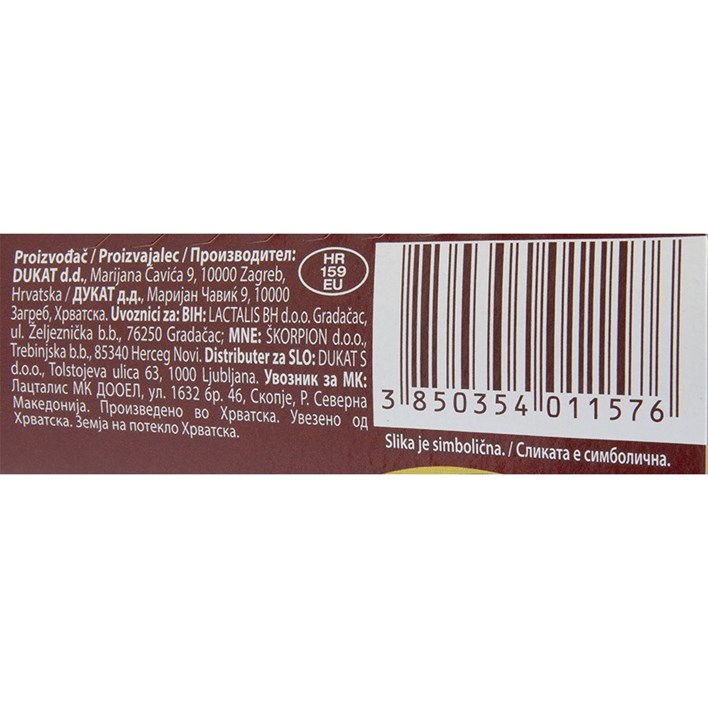 Proizvođač / Proizvajalec / Производител:
DUKAT d.d., Marijana Čavića 9, 10000 Zagreb,
Hrvatska / ДУКАТ д.д., Маријан Чавиќ 9, 10000
Загреб, Хрватска. Uvoznici za: BIH: LACTALIS BH d.o.o. Gradačac,
ul. Željeznička b.b., 76250 Gradačac; MNE: ŠKORPION d.o.o.,
Trebinjska b.b., 85340 Herceg Novi. Distributer za SLO: DUKAT S
d.o.o., Tolstojeva ulica 63, 1000 Ljubljana. Увозник за МК:
Лацталис МК ДООЕЛ, ул. 1632 бр. 46, Скопје, Р. Северна
Македонија. Произведено во Хрватска. Увезено од
Хрватска. Земја на потекло Хрватска.
HR
159
EU
3 850354 011576
Slika je simbolična. / Сликата е симболична.